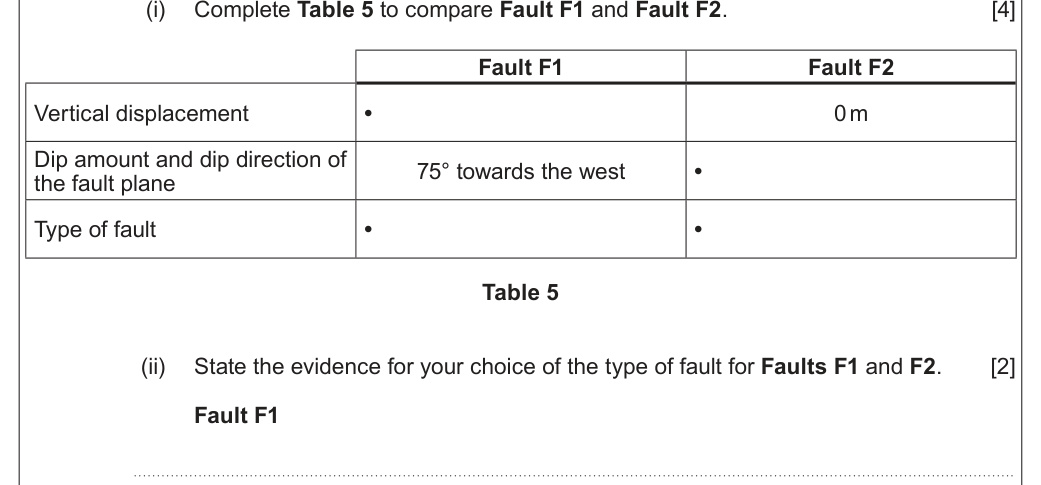 (i) Complete Table 5 to compare Fault F1 and Fault F2. [4]
Fault F1 Fault F2
Vertical displacement • 0 m
Dip amount and dip direction of
the fault plane 75° towards the west •
Type of fault • •
Table 5
(ii) State the evidence for your choice of the type of fault for Faults F1 and F2. [2]
Fault F1